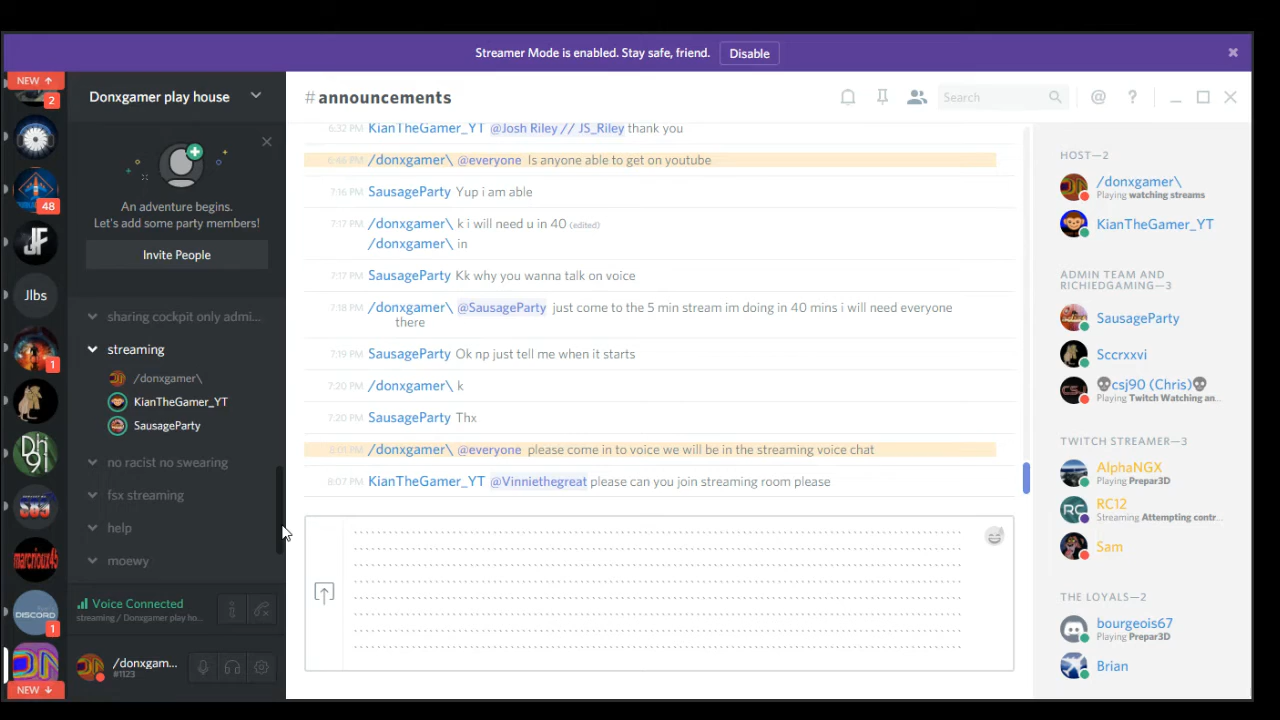 Streamer Mode is enabled. Stay safe, friend.
Disable
NEW ↑
2
48
JF
Jlbs
1
Dh
91
marcrioux45
DISCORD
1
NEW ↓
Donxgamer play house
An adventure begins.
Let's add some party members!
Invite People
sharing cockpit only admi...
streaming
/donxgamer\
KianTheGamer_YT
SausageParty
no racist no swearing
fsx streaming
help
moewy
Voice Connected
streaming / Donxgamer play ho...
/donxgam...
#1123
#announcements
Search
@
?
6:32 PM KianTheGamer_YT @Josh Riley // JS_Riley thank you
6:46 PM /donxgamer\ @everyone Is anyone able to get on youtube
7:16 PM SausageParty Yup i am able
7:17 PM /donxgamer\ k i will need u in 40 (edited)
/donxgamer\ in
7:17 PM SausageParty Kk why you wanna talk on voice
7:18 PM /donxgamer\ @SausageParty just come to the 5 min stream im doing in 40 mins i will need everyone
there
7:19 PM SausageParty Ok np just tell me when it starts
7:20 PM /donxgamer\ k
7:20 PM SausageParty Thx
8:01 PM /donxgamer\ @everyone please come in to voice we will be in the streaming voice chat
8:07 PM KianTheGamer_YT @Vinniethegreat please can you join streaming room please
HOST—2
/donxgamer\
Playing watching streams
KianTheGamer_YT
ADMIN TEAM AND
RICHIEDGAMING—3
SausageParty
Sccrxxvi
CSJ
💀csj90 (Chris)💀
Playing Twitch Watching an...
TWITCH STREAMER—3
AlphaNGX
Playing Prepar3D
RC
RC12
Streaming Attempting contr...
Sam
THE LOYALS—2
bourgeois67
Playing Prepar3D
Brian